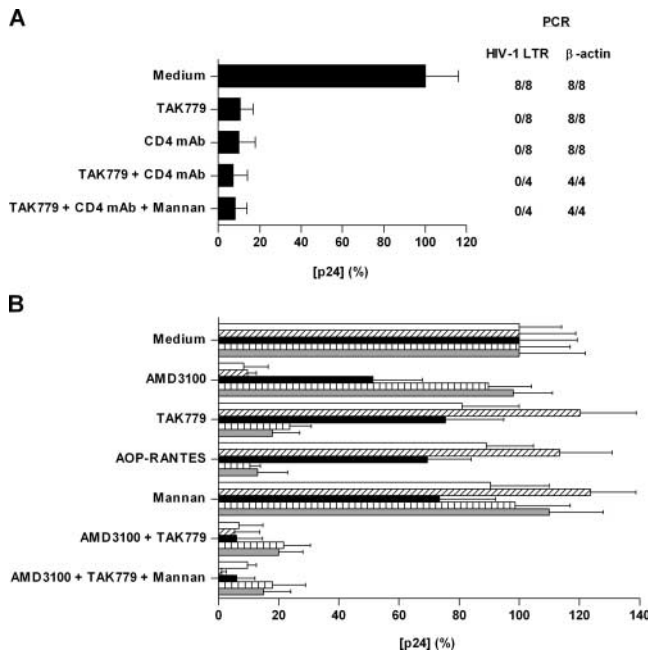 A
PCR
HIV-1 LTR β-actin
Medium 8/8 8/8
TAK779 0/8 8/8
CD4 mAb 0/8 8/8
TAK779 + CD4 mAb 0/4 4/4
TAK779 + CD4 mAb + Mannan 0/4 4/4
0 20 40 60 80 100 120
[p24] (%)
B
Medium
AMD3100
TAK779
AOP-RANTES
Mannan
AMD3100 + TAK779
AMD3100 + TAK779 + Mannan
0 20 40 60 80 100 120 140
[p24] (%)